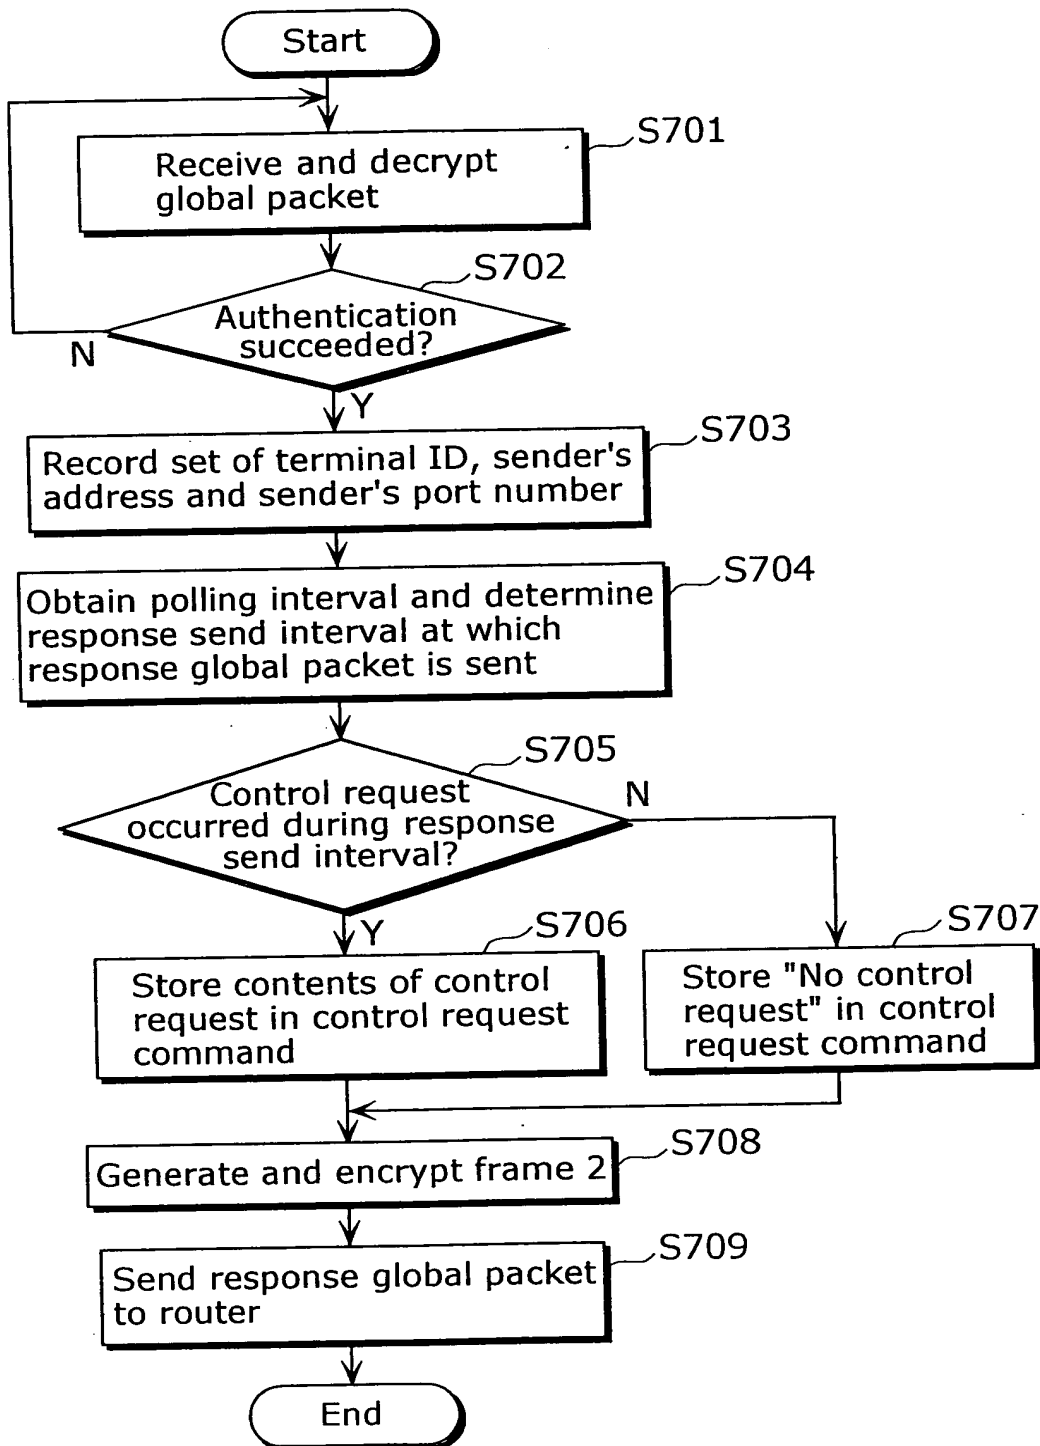 Start
S701
Receive and decrypt
global packet
S702
Authentication
succeeded?
N
Y
S703
Record set of terminal ID, sender's
address and sender's port number
S704
Obtain polling interval and determine
response send interval at which
response global packet is sent
S705
Control request
occurred during response
send interval?
N
Y
S706
Store contents of control
request in control request
command
S707
Store "No control
request" in control
request command
S708
Generate and encrypt frame 2
S709
Send response global packet
to router
End